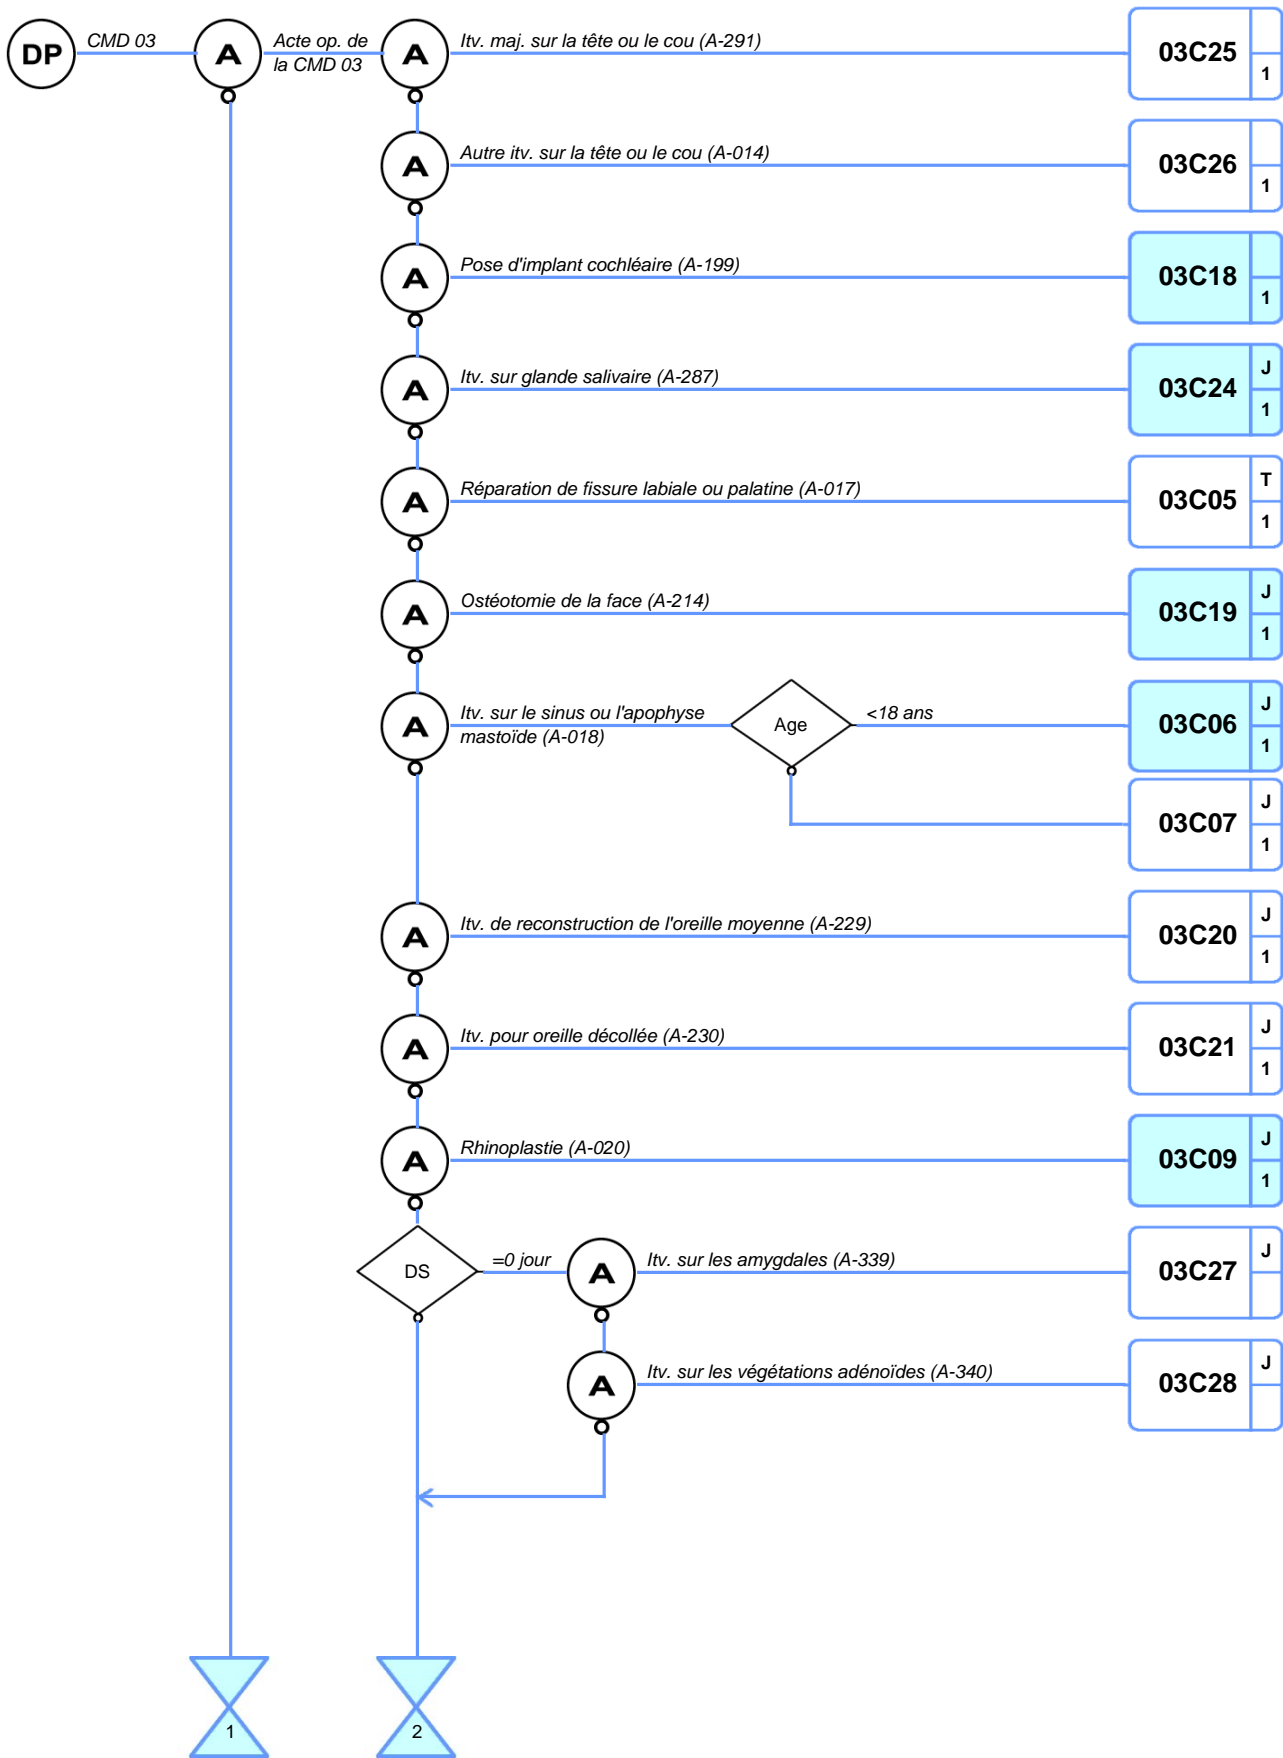 DP
CMD 03
A
Acte op. de
la CMD 03
A
Itv. maj. sur la tête ou le cou (A-291)
03C25
1
A
Autre itv. sur la tête ou le cou (A-014)
03C26
1
A
Pose d'implant cochléaire (A-199)
03C18
1
A
Itv. sur glande salivaire (A-287)
03C24
J
1
A
Réparation de fissure labiale ou palatine (A-017)
03C05
T
1
A
Ostéotomie de la face (A-214)
03C19
J
1
A
Itv. sur le sinus ou l'apophyse
mastoïde (A-018)
Age
<18 ans
03C06
J
1
03C07
J
1
A
Itv. de reconstruction de l'oreille moyenne (A-229)
03C20
J
1
A
Itv. pour oreille décollée (A-230)
03C21
J
1
A
Rhinoplastie (A-020)
03C09
J
1
DS
=0 jour
A
Itv. sur les amygdales (A-339)
03C27
J
A
Itv. sur les végétations adénoïdes (A-340)
03C28
J
1
2